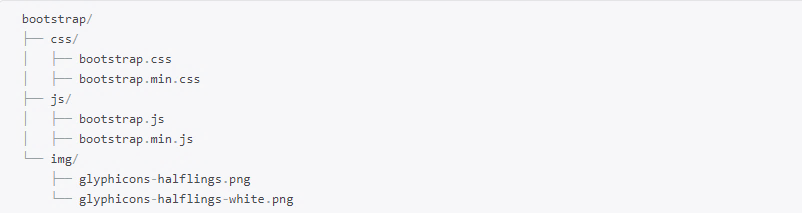 bootstrap/
├── css/
│   ├── bootstrap.css
│   ├── bootstrap.min.css
├── js/
│   ├── bootstrap.js
│   ├── bootstrap.min.js
└── img/
    ├── glyphicons-halflings.png
    └── glyphicons-halflings-white.png